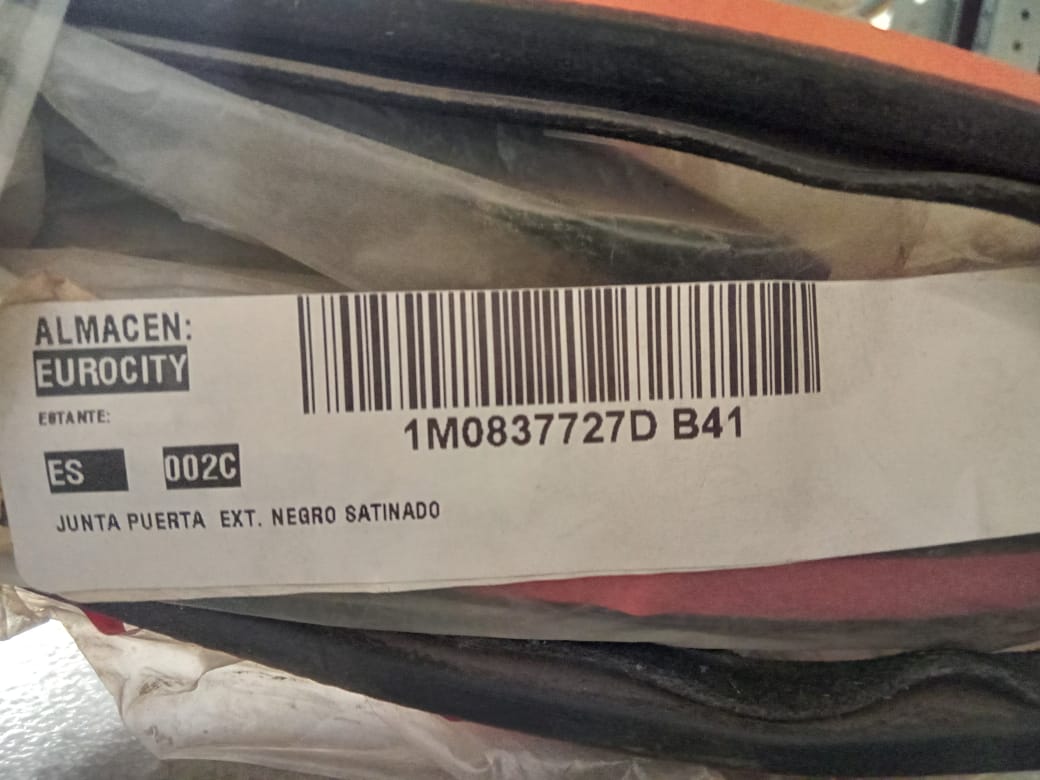 ALMACEN:
EUROCITY
ESTANTE:
ES 002C
1M0837727D B41
JUNTA PUERTA EXT. NEGRO SATINADO